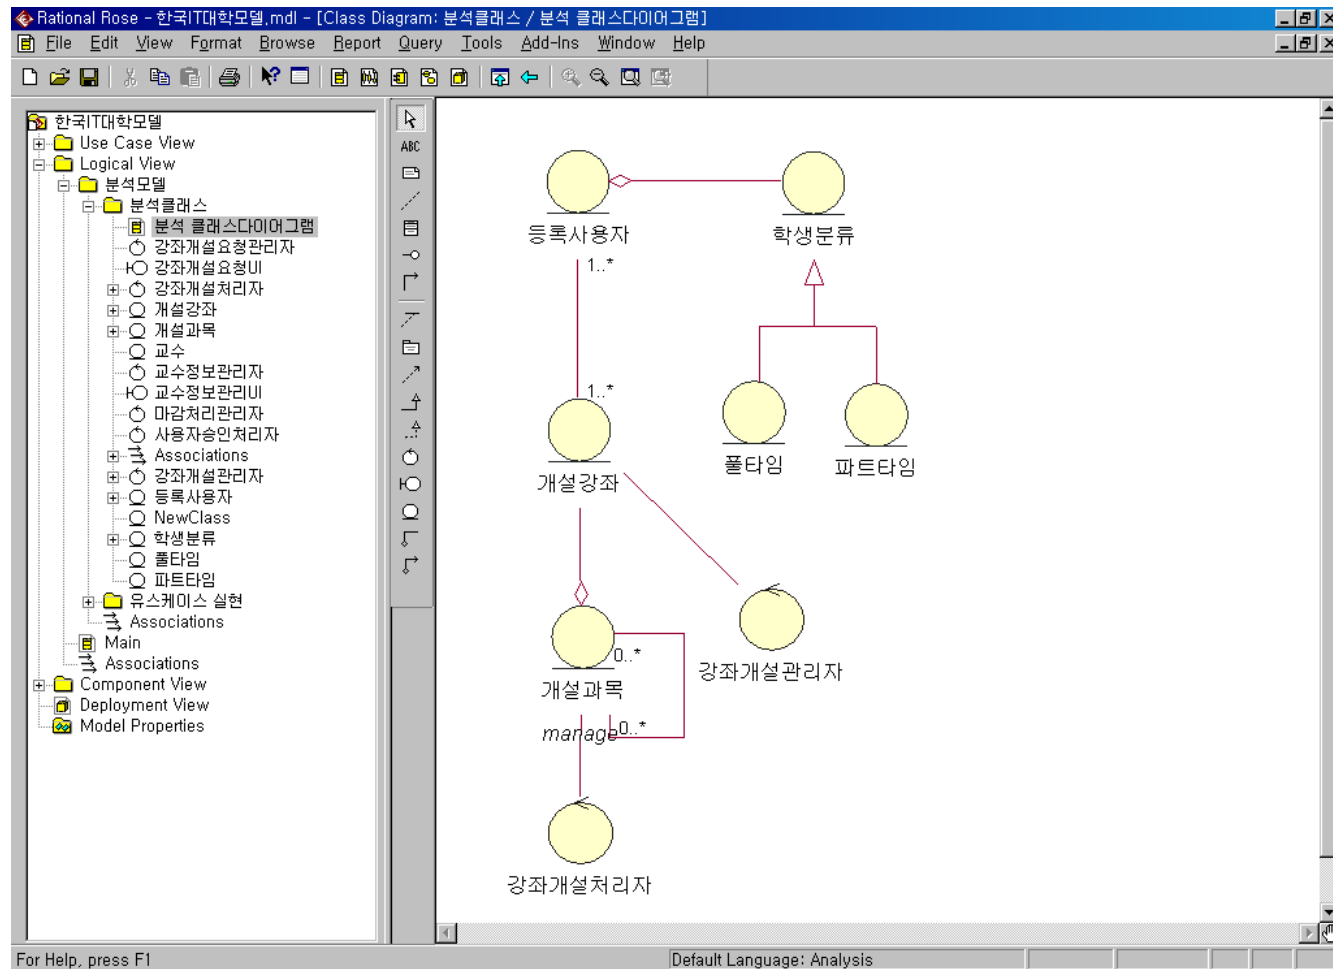 Rational Rose - 한국IT대학모델.mdl - [Class Diagram: 분석클래스 / 분석 클래스다이어그램]
File Edit View Format Browse Report Query Tools Add-Ins Window Help
한국IT대학모델
Use Case View
Logical View
분석모델
분석클래스
분석 클래스다이어그램
강좌개설요청관리자
강좌개설요청UI
강좌개설처리자
개설강좌
개설과목
교수
교수정보관리자
교수정보관리UI
마감처리관리자
사용자승인처리자
Associations
강좌개설관리자
등록사용자
NewClass
학생분류
풀타임
파트타임
유스케이스 실현
Associations
Main
Associations
Component View
Deployment View
Model Properties
ABC
등록사용자
학생분류
1..*
1..*
풀타임
파트타임
개설강좌
0..*
강좌개설관리자
개설과목
manage
0..*
강좌개설처리자
For Help, press F1
Default Language: Analysis